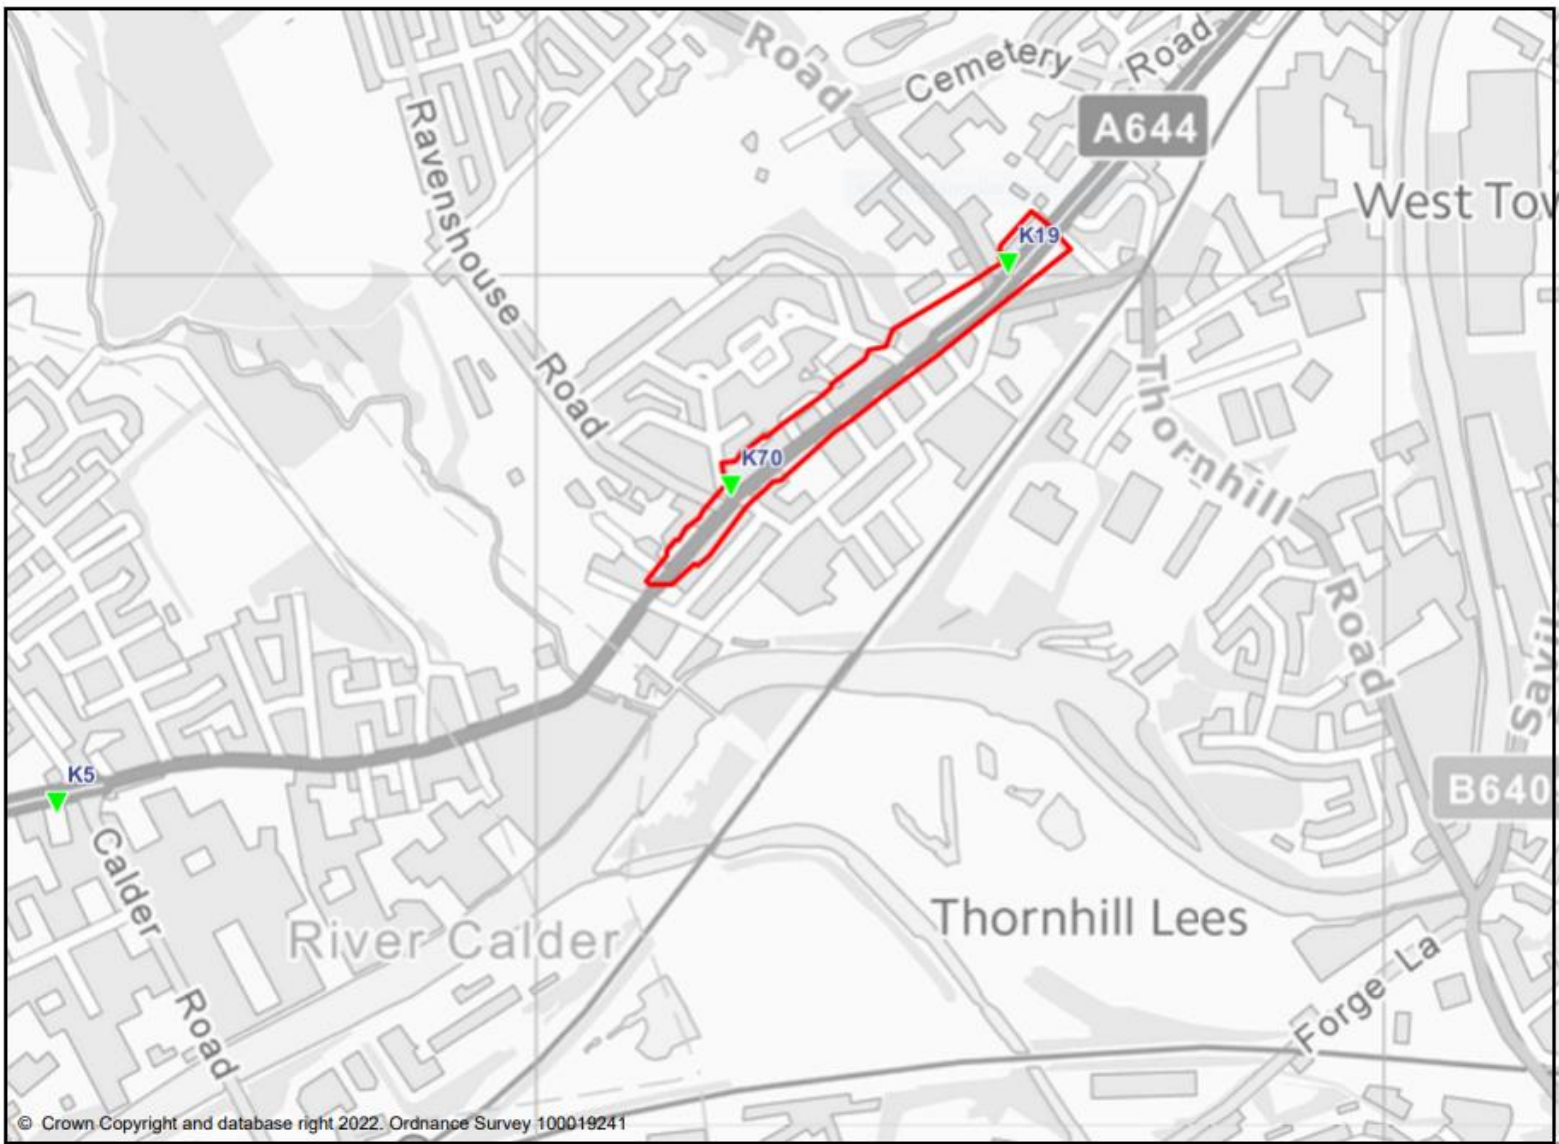 Road
Cemetery
Road
A644
Ravenshouse
Road
West Tow
K19
K70
Thornhill
Road
K5
Calder
Road
B640
Savil
River Calder
Thornhill Lees
Forge La
© Crown Copyright and database right 2022. Ordnance Survey 100019241